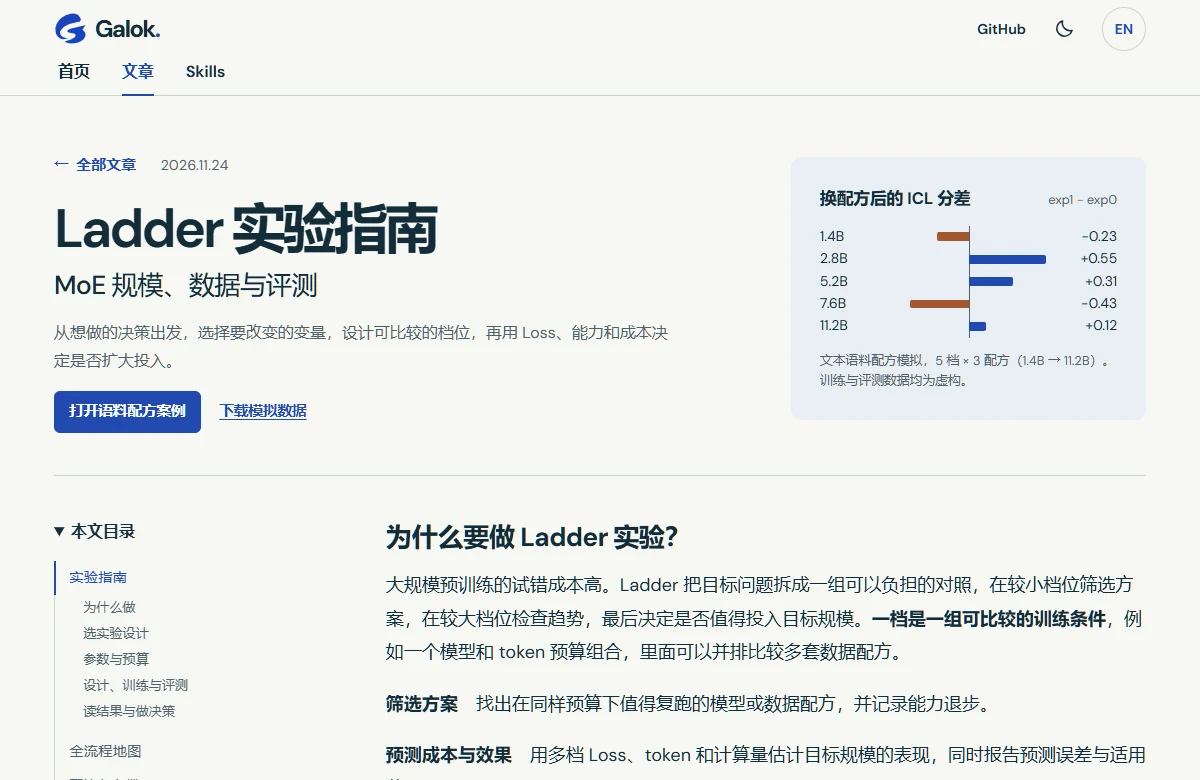 Galok.
GitHub
EN
首页 文章 Skills
← 全部文章 2026.11.24
Ladder 实验指南
MoE 规模、数据与评测
从想做的决策出发，选择要改变的变量，设计可比较的档位，再用 Loss、能力和成本决
定是否扩大投入。
打开语料配方案例 下载模拟数据
换配方后的 ICL 分差 exp1 − exp0
1.4B −0.23
2.8B +0.55
5.2B +0.31
7.6B −0.43
11.2B +0.12
文本语料配方模拟，5 档 × 3 配方（1.4B → 11.2B）。
训练与评测数据均为虚构。
▼ 本文目录
实验指南
为什么做
选实验设计
参数与预算
设计、训练与评测
读结果与做决策
全流程地图
为什么要做 Ladder 实验？
大规模预训练的试错成本高。Ladder 把目标问题拆成一组可以负担的对照，在较小档位筛选方
案，在较大档位检查趋势，最后决定是否值得投入目标规模。一档是一组可比较的训练条件，例
如一个模型和 token 预算组合，里面可以并排比较多套数据配方。
筛选方案 找出在同样预算下值得复跑的模型或数据配方，并记录能力退步。
预测成本与效果 用多档 Loss、token 和计算量估计目标规模的表现，同时报告预测误差与适用